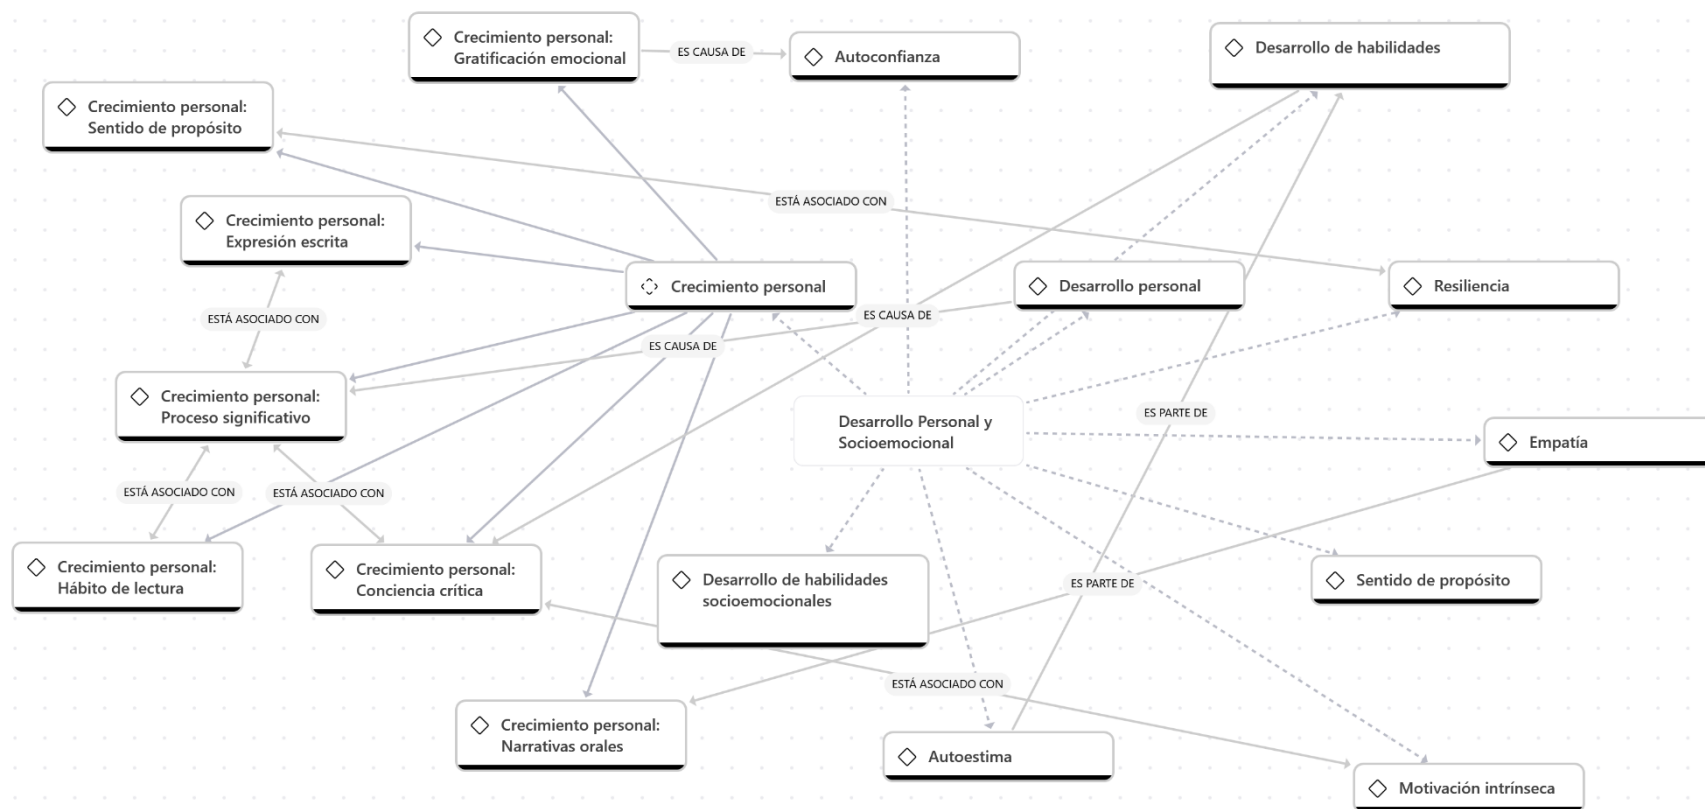 Crecimiento personal:
Gratificación emocional
ES CAUSA DE
Autoconfianza
Desarrollo de habilidades
Crecimiento personal:
Sentido de propósito
ESTÁ ASOCIADO CON
Crecimiento personal:
Expresión escrita
Crecimiento personal
Desarrollo personal
Resiliencia
ESTÁ ASOCIADO CON
ES CAUSA DE
ES CAUSA DE
Crecimiento personal:
Proceso significativo
Desarrollo Personal y
Socioemocional
ES PARTE DE
Empatía
ESTÁ ASOCIADO CON
ESTÁ ASOCIADO CON
Crecimiento personal:
Hábito de lectura
Crecimiento personal:
Conciencia crítica
Desarrollo de habilidades
socioemocionales
ES PARTE DE
Sentido de propósito
ESTÁ ASOCIADO CON
Crecimiento personal:
Narrativas orales
Autoestima
Motivación intrínseca